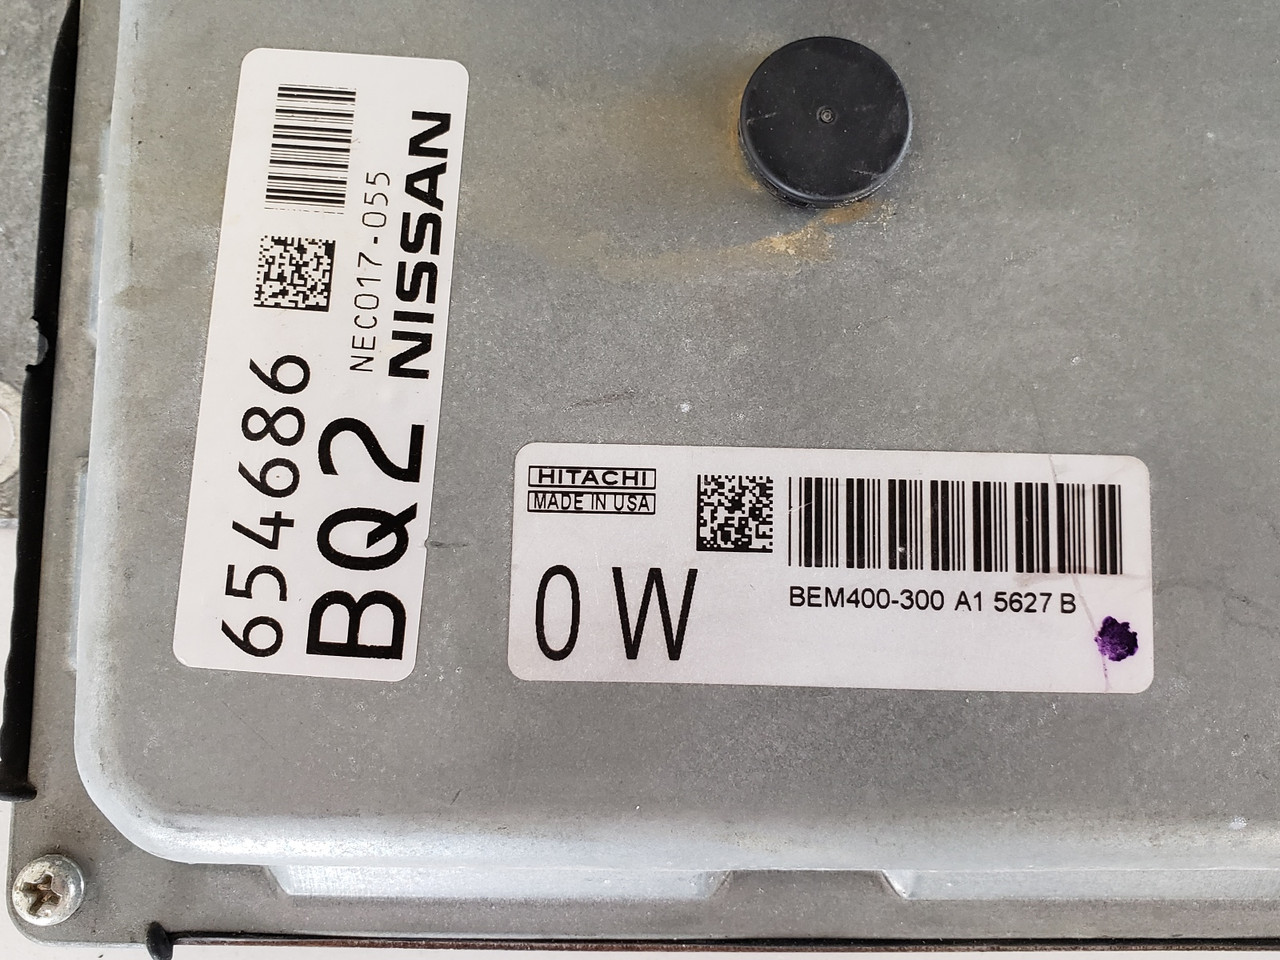 NEC017-055
NISSAN
654686
BQ2
HITACHI
MADE IN USA
0 W
BEM400-300 A1 5627 B